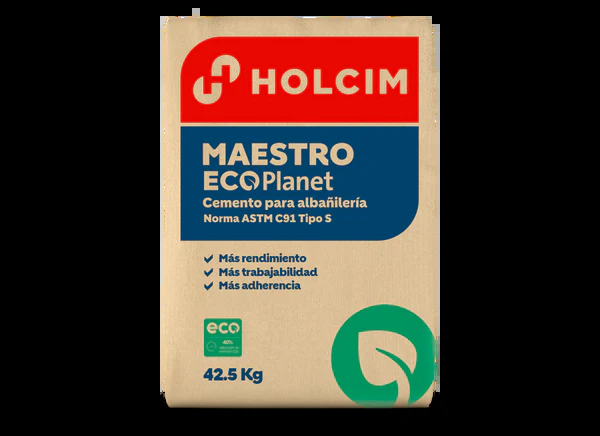 HOLCIM
MAESTRO
ECOPlanet
Cemento para albañilería
Norma ASTM C91 Tipo S
Más rendimiento
Más trabajabilidad
Más adherencia
eco
40%
42.5 Kg